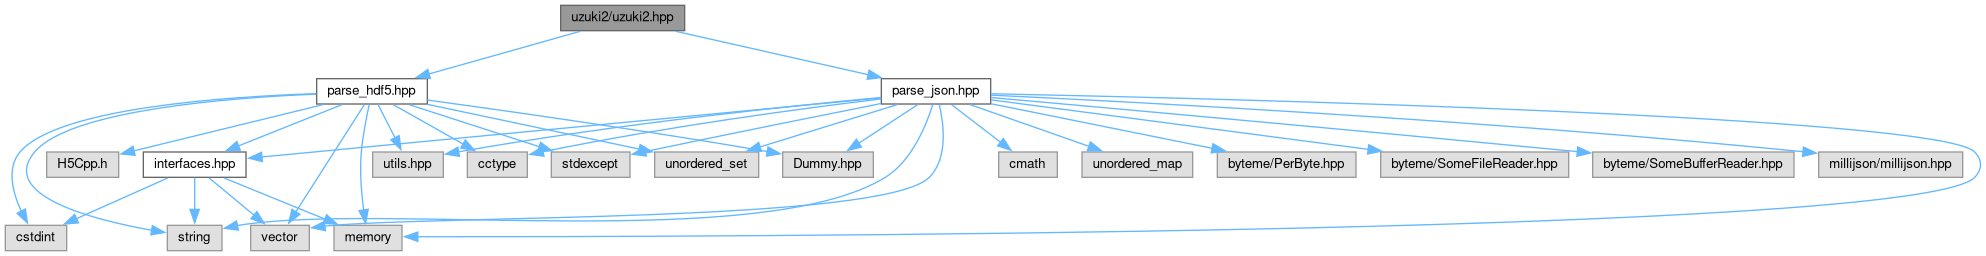 uzuki2/uzuki2.hpp
parse_hdf5.hpp
parse_json.hpp
H5Cpp.h
interfaces.hpp
utils.hpp
cctype
stdexcept
unordered_set
Dummy.hpp
cmath
unordered_map
byteme/PerByte.hpp
byteme/SomeFileReader.hpp
byteme/SomeBufferReader.hpp
millijson/millijson.hpp
cstdint
string
vector
memory